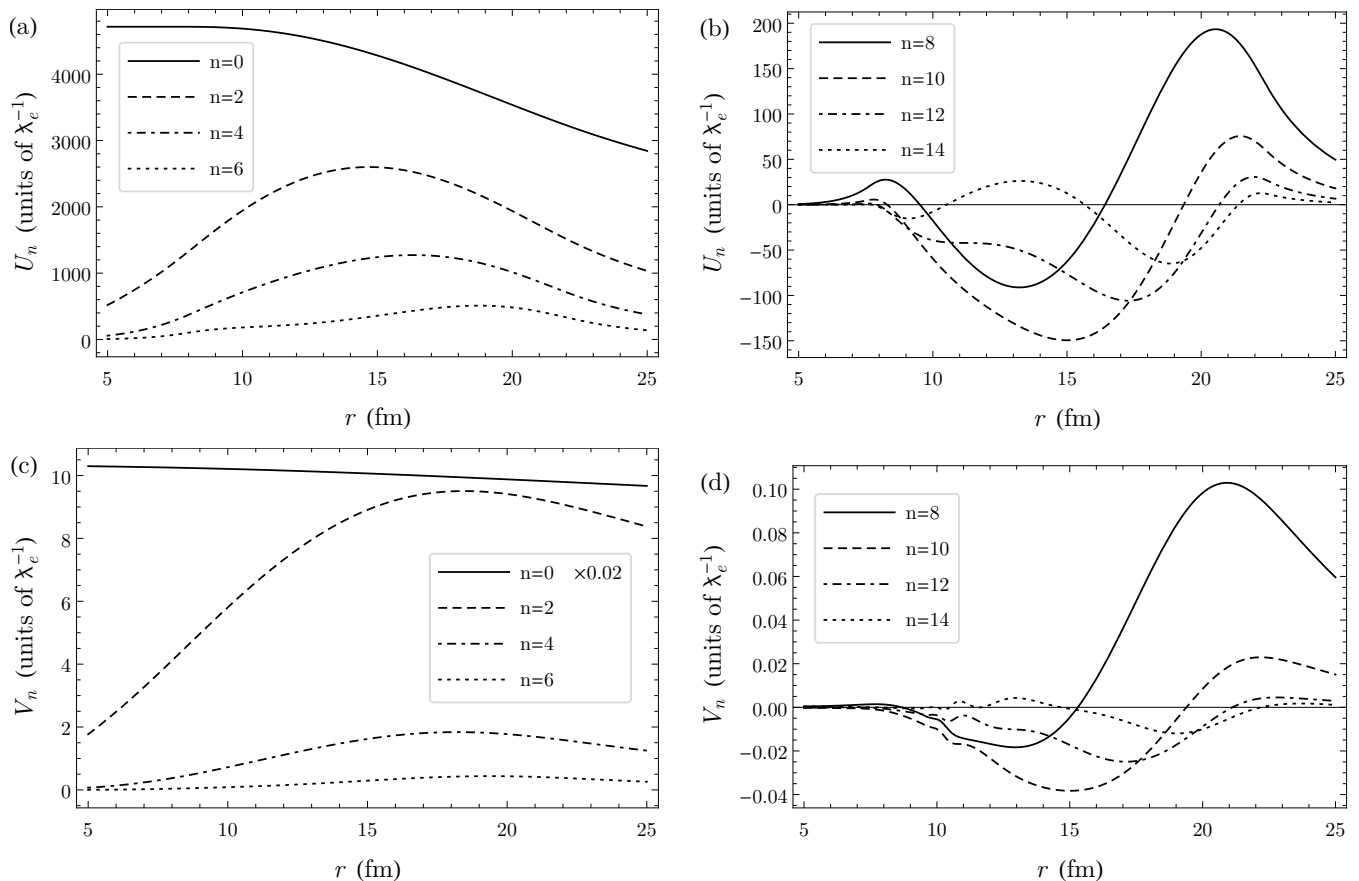 (a)
U_n (units of ƛ_e^{-1})
4000
3000
2000
1000
0
n=0
n=2
n=4
n=6
5 10 15 20 25
r (fm)
(b)
U_n (units of ƛ_e^{-1})
200
150
100
50
0
−50
−100
−150
n=8
n=10
n=12
n=14
5 10 15 20 25
r (fm)
(c)
V_n (units of ƛ_e^{-1})
10
8
6
4
2
0
n=0 ×0.02
n=2
n=4
n=6
5 10 15 20 25
r (fm)
(d)
V_n (units of ƛ_e^{-1})
0.10
0.08
0.06
0.04
0.02
0.00
−0.02
−0.04
n=8
n=10
n=12
n=14
5 10 15 20 25
r (fm)